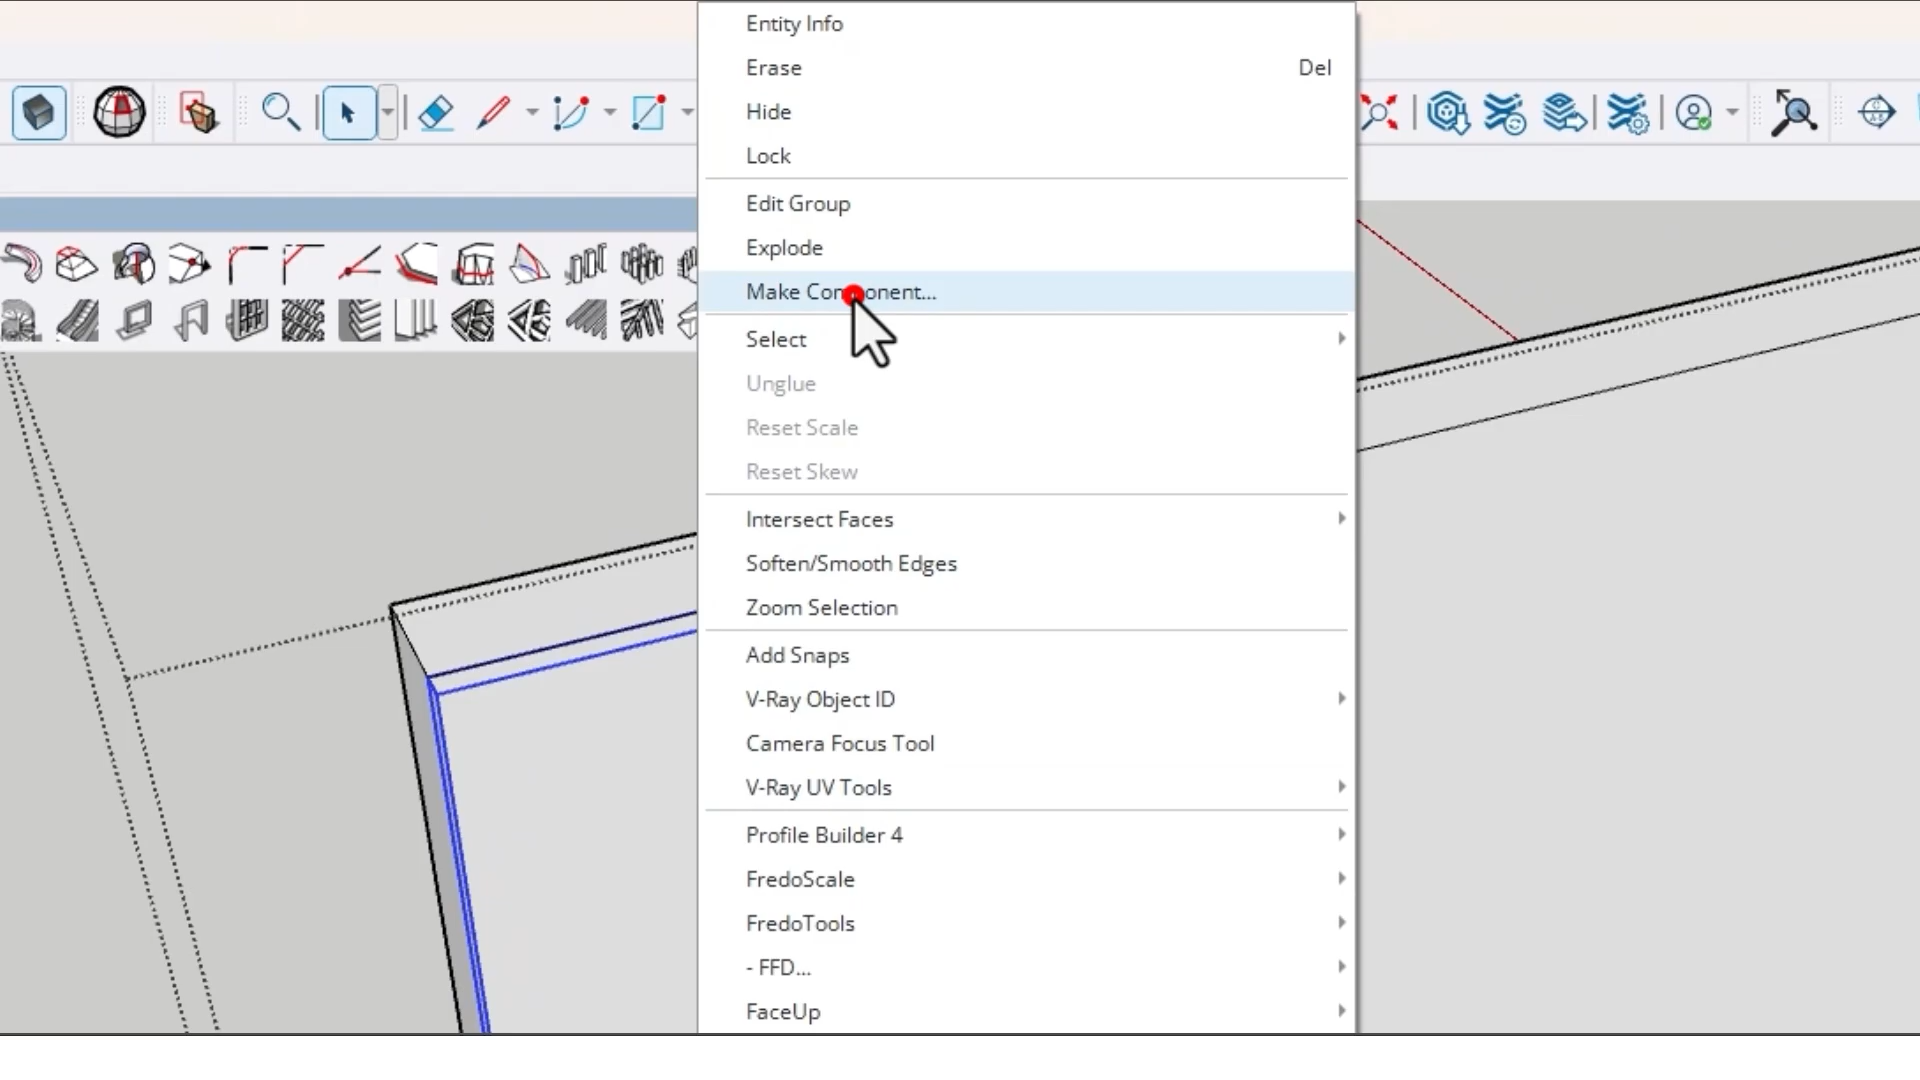 Entity Info
Erase Del
Hide
Lock
Edit Group
Explode
Make Component...
Select
Unglue
Reset Scale
Reset Skew
Intersect Faces
Soften/Smooth Edges
Zoom Selection
Add Snaps
V-Ray Object ID
Camera Focus Tool
V-Ray UV Tools
Profile Builder 4
FredoScale
FredoTools
- FFD...
FaceUp